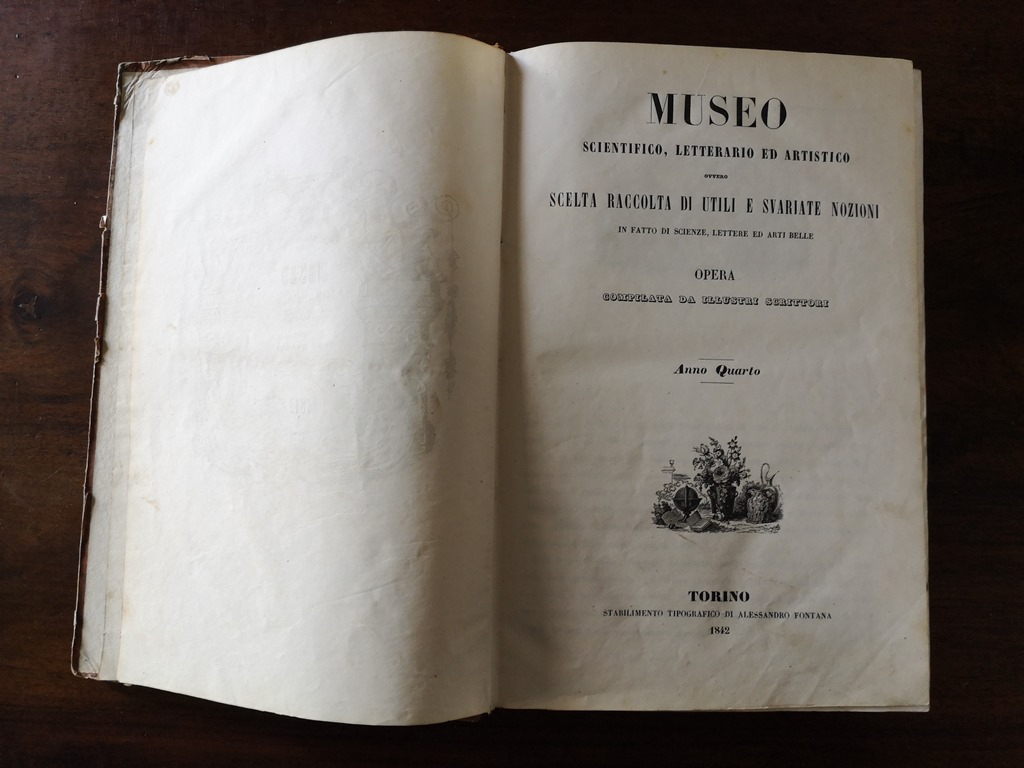 MUSEO
SCIENTIFICO, LETTERARIO ED ARTISTICO
OVVERO
SCELTA RACCOLTA DI UTILI E SVARIATE NOZIONI
IN FATTO DI SCIENZE, LETTERE ED ARTI BELLE
OPERA
COMPILATA DA ILLUSTRI SCRITTORI
Anno Quarto
TORINO
STABILIMENTO TIPOGRAFICO DI ALESSANDRO FONTANA
1842